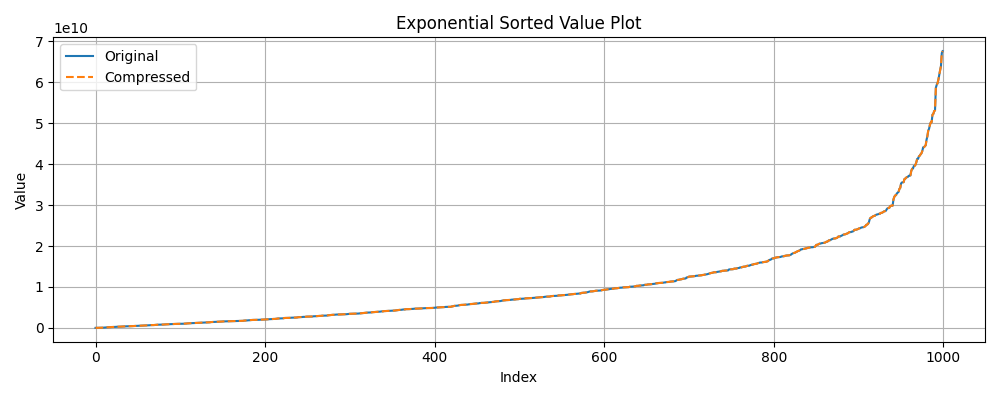 Exponential Sorted Value Plot
1e10
Original
Compressed
7
6
5
4
3
2
1
0
Value
0 200 400 600 800 1000
Index